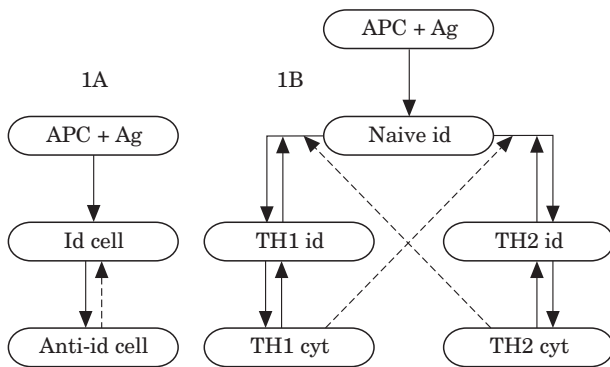 APC + Ag
1A
1B
APC + Ag
Naive id
Id cell
TH1 id
TH2 id
Anti-id cell
TH1 cyt
TH2 cyt